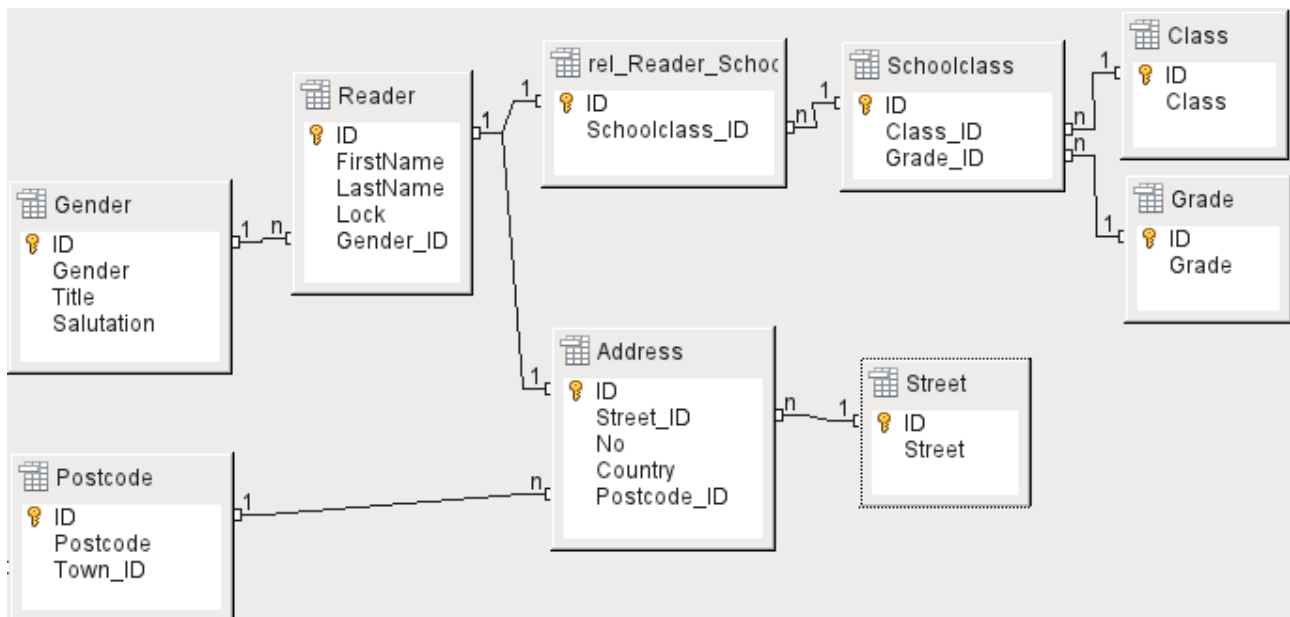 Gender
ID
Gender
Title
Salutation
1
n
Reader
ID
FirstName
LastName
Lock
Gender_ID
1
1
rel_Reader_Schoo
ID
Schoolclass_ID
n
1
Schoolclass
ID
Class_ID
Grade_ID
n
n
1
Class
ID
Class
1
Grade
ID
Grade
1
Address
ID
Street_ID
No
Country
Postcode_ID
n
1
Street
ID
Street
Postcode
ID
Postcode
Town_ID
1
n